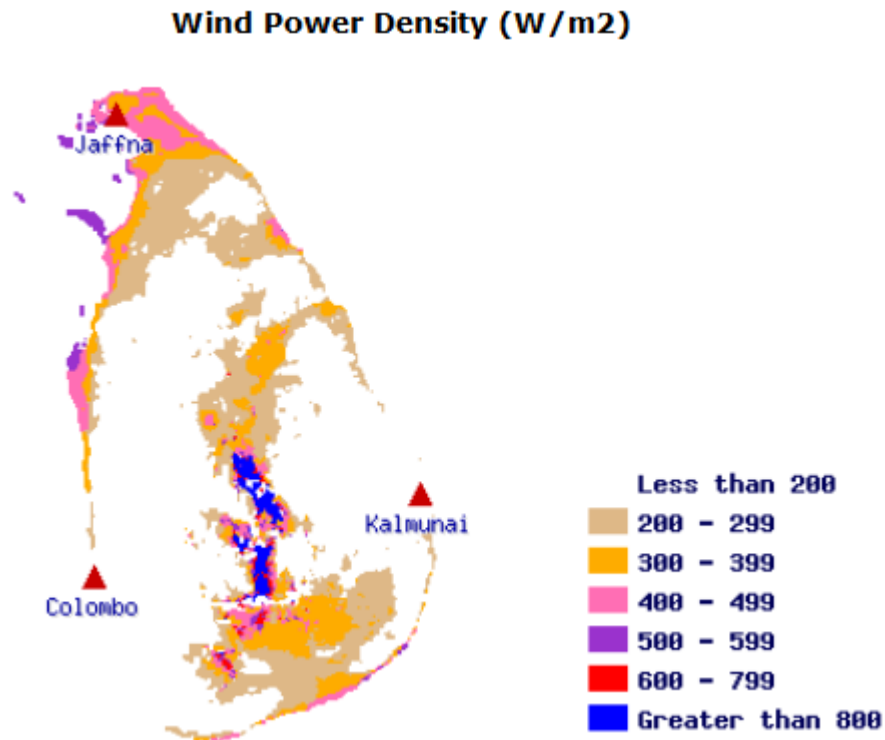 Wind Power Density (W/m2)
Jaffna
Kalmunai
Colombo
Less than 200
200 - 299
300 - 399
400 - 499
500 - 599
600 - 799
Greater than 800